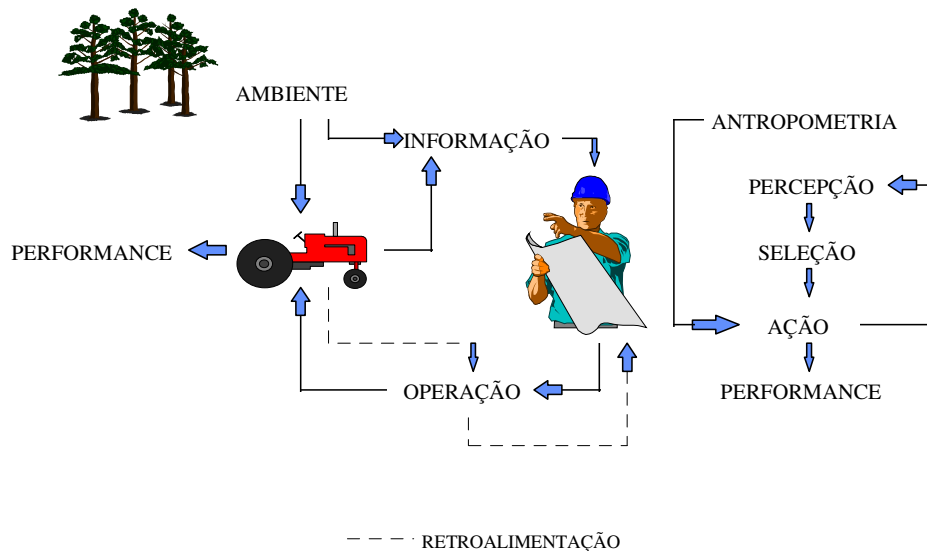 AMBIENTE
INFORMAÇÃO
ANTROPOMETRIA
PERCEPÇÃO
PERFORMANCE
SELEÇÃO
AÇÃO
OPERAÇÃO
PERFORMANCE
RETROALIMENTAÇÃO